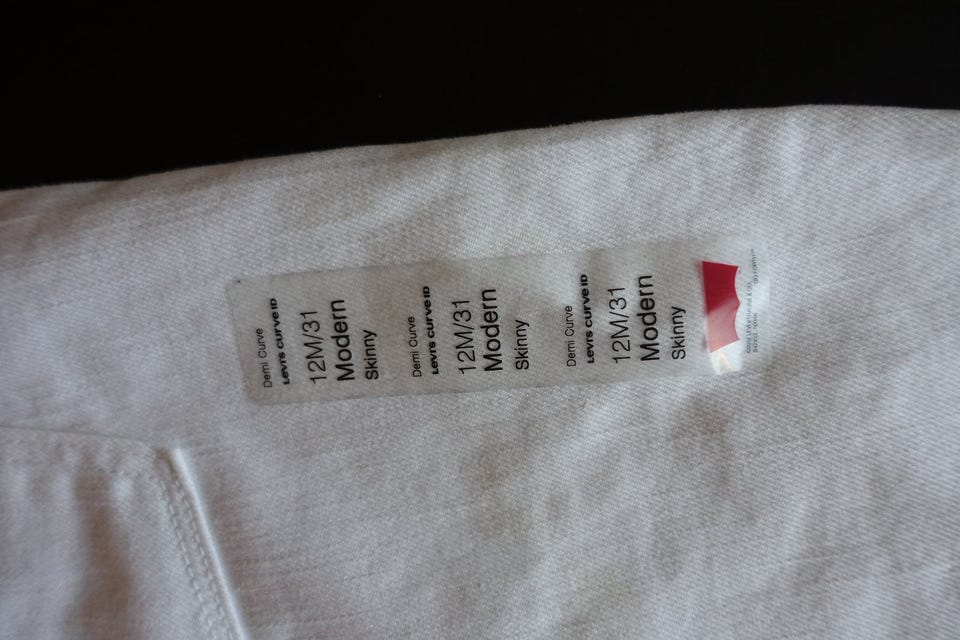 Demi Curve
LEVI'S CURVE ID
12M/31
Modern
Skinny
Demi Curve
LEVI'S CURVE ID
12M/31
Modern
Skinny
Demi Curve
LEVI'S CURVE ID
12M/31
Modern
Skinny